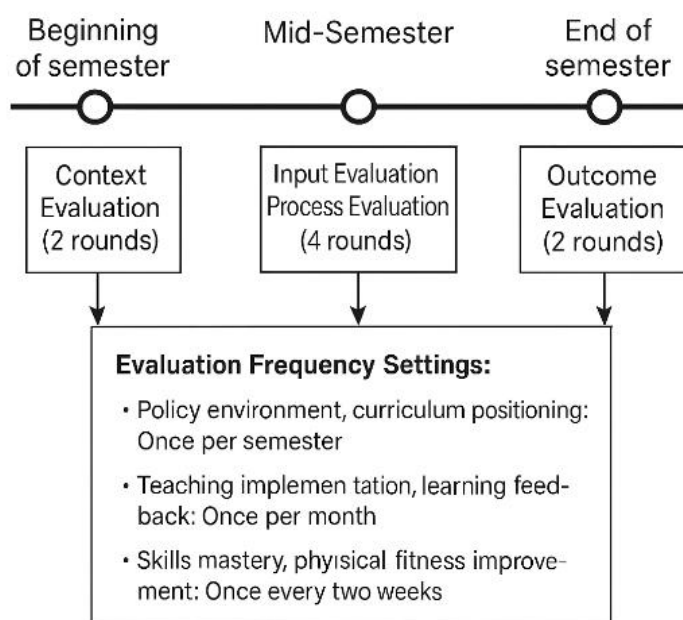 Beginning
of semester
Mid-Semester
End of
semester
Context
Evaluation
(2 rounds)
Input Evaluation
Process Evaluation
(4 rounds)
Outcome
Evaluation
(2 rounds)
Evaluation Frequency Settings:
• Policy environment, curriculum positioning:
Once per semester
• Teaching implemen tation, learning feed-
back: Once per month
• Skills mastery, phyısical fitness improve-
ment: Once every two weeks